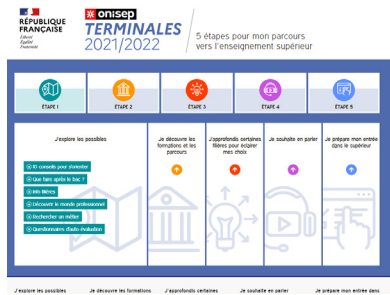 RÉPUBLIQUE
FRANÇAISE
Liberté
Égalité
Fraternité
onisep
TERMINALES
2021/2022
5 étapes pour mon parcours
vers l'enseignement supérieur
ÉTAPE 1
ÉTAPE 2
ÉTAPE 3
ÉTAPE 4
ÉTAPE 5
J'explore les possibles
10 conseils pour s'orienter
Que faire après le bac ?
Info filières
Découvrir le monde professionnel
Rechercher un métier
Questionnaires d'auto-évaluation
Je découvre les
formations et les
parcours
J'approfondis certaines
filières pour éclairer
mes choix
Je souhaite en parler
Je prépare mon entrée
dans le supérieur
J'explore les possibles
Je découvre les formations
J'approfondis certaines
Je souhaite en parler
Je prépare mon entrée dans